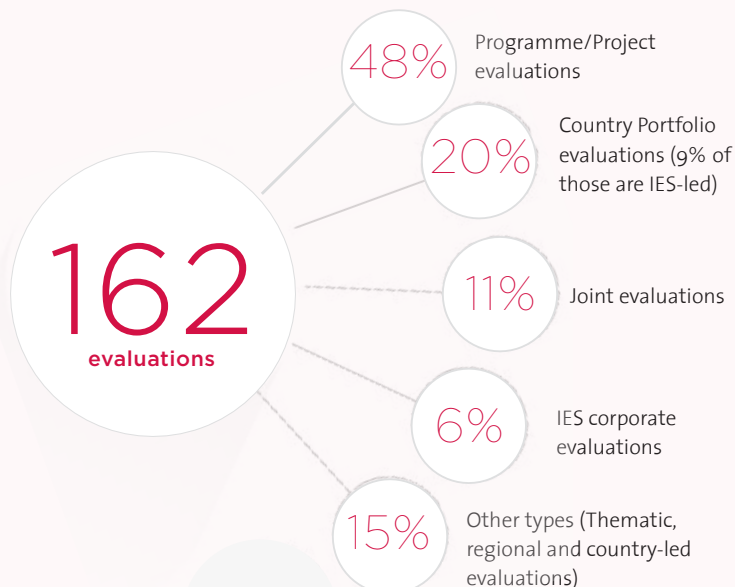 48%
Programme/Project
evaluations
20%
Country Portfolio
evaluations (9% of
those are IES-led)
162
evaluations
11%
Joint evaluations
6%
IES corporate
evaluations
15%
Other types (Thematic,
regional and country-led
evaluations)